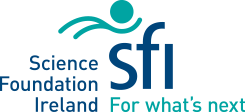 Science
Foundation
Ireland
sfi
For what's next